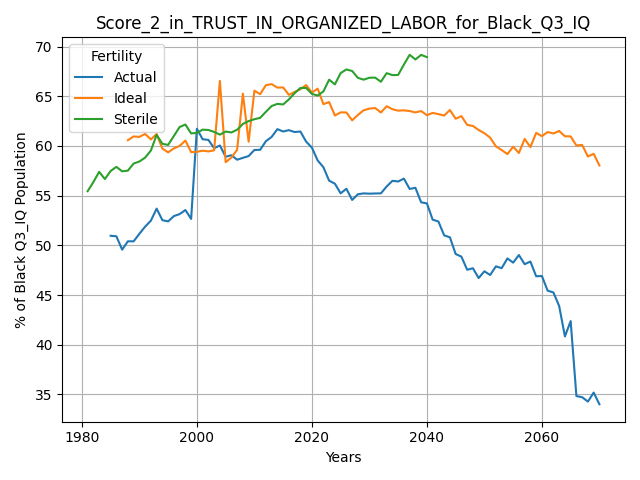 Score_2_in_TRUST_IN_ORGANIZED_LABOR_for_Black_Q3_IQ
Fertility
Actual
Ideal
Sterile
% of Black Q3_IQ Population
70
65
60
55
50
45
40
35
1980
2000
2020
2040
2060
Years